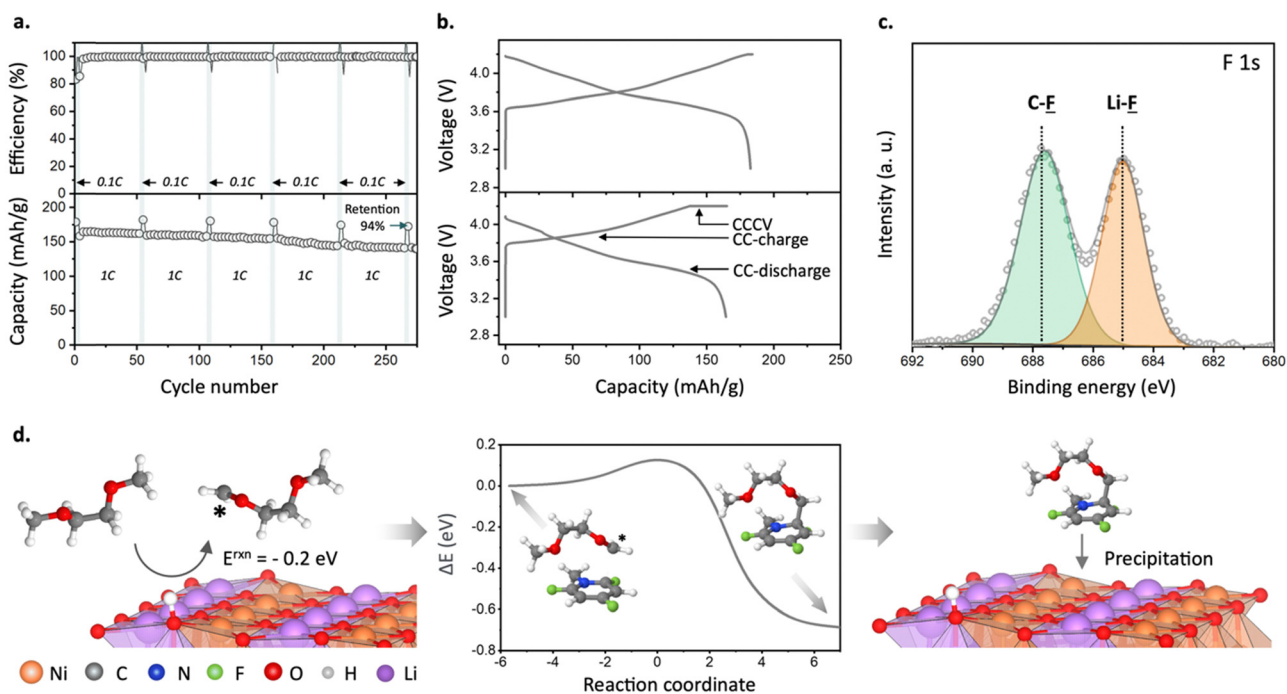 a.
Efficiency (%)
100
80
60
40
20
0
0.1C 0.1C 0.1C 0.1C 0.1C
Capacity (mAh/g)
200
150
100
50
0
Retention
94%
1C 1C 1C 1C 1C
0 50 100 150 200 250
Cycle number
b.
Voltage (V)
4.0
3.6
3.2
2.8
Voltage (V)
4.0
3.6
3.2
2.8
CCCV
CC-charge
CC-discharge
0 50 100 150 200 250
Capacity (mAh/g)
c.
F 1s
C-F
Li-F
Intensity (a. u.)
692 690 688 686 684 682 680
Binding energy (eV)
d.
*
E^rxn = - 0.2 eV
ΔE (eV)
0.2
0.0
-0.2
-0.4
-0.6
-0.8
*
-6 -4 -2 0 2 4 6
Reaction coordinate
Precipitation
Ni C N F O H Li